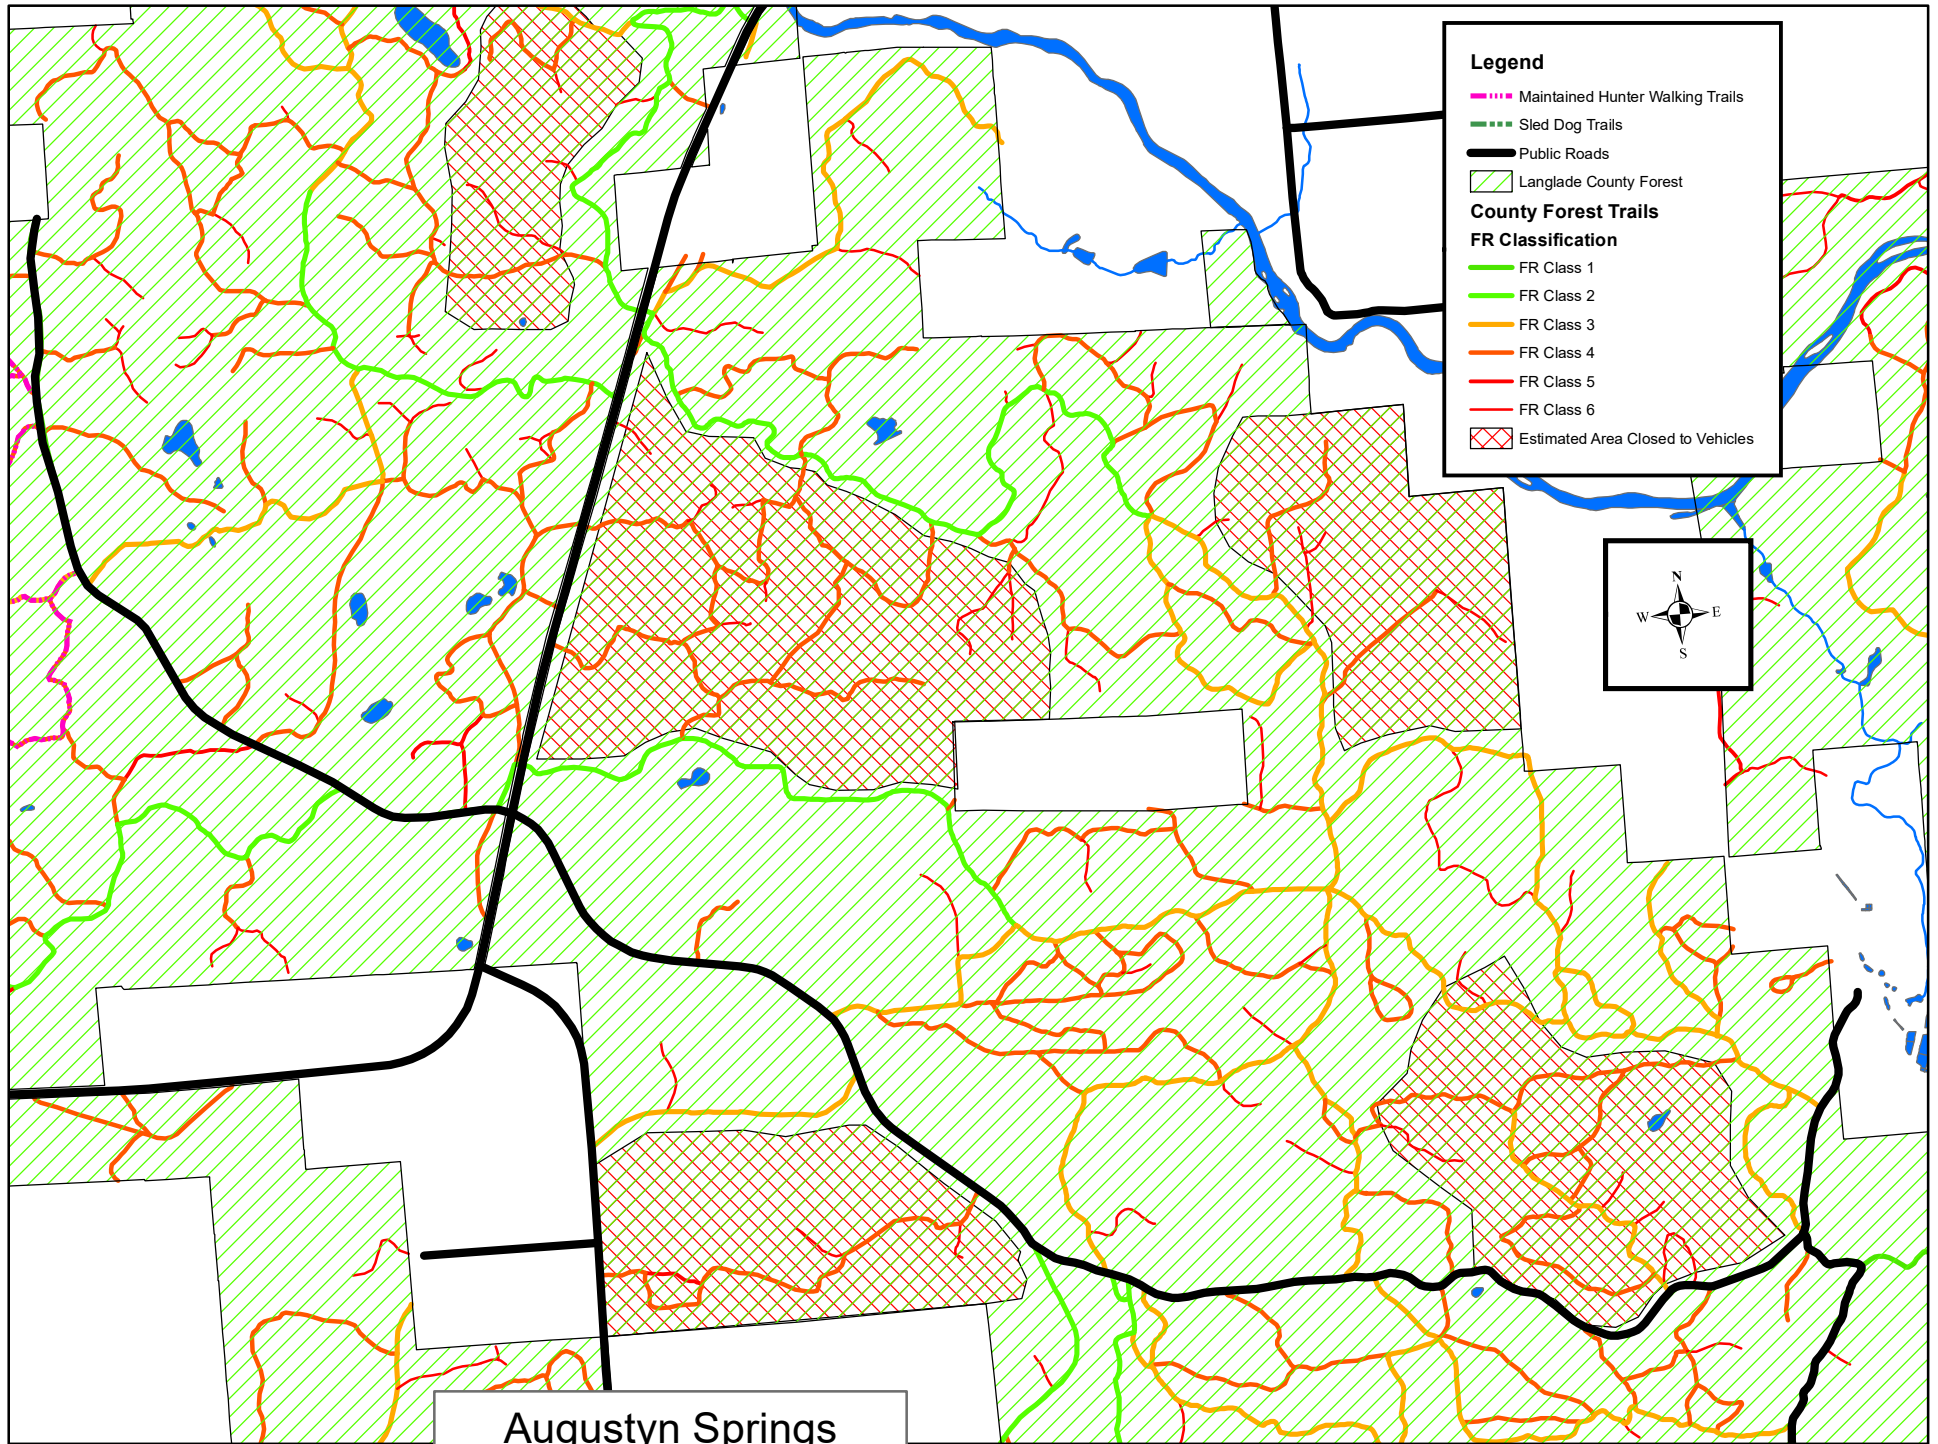 Legend
Maintained Hunter Walking Trails
Sled Dog Trails
Public Roads
Langlade County Forest
County Forest Trails
FR Classification
FR Class 1
FR Class 2
FR Class 3
FR Class 4
FR Class 5
FR Class 6
Estimated Area Closed to Vehicles
N
W E
S
Augustyn Springs